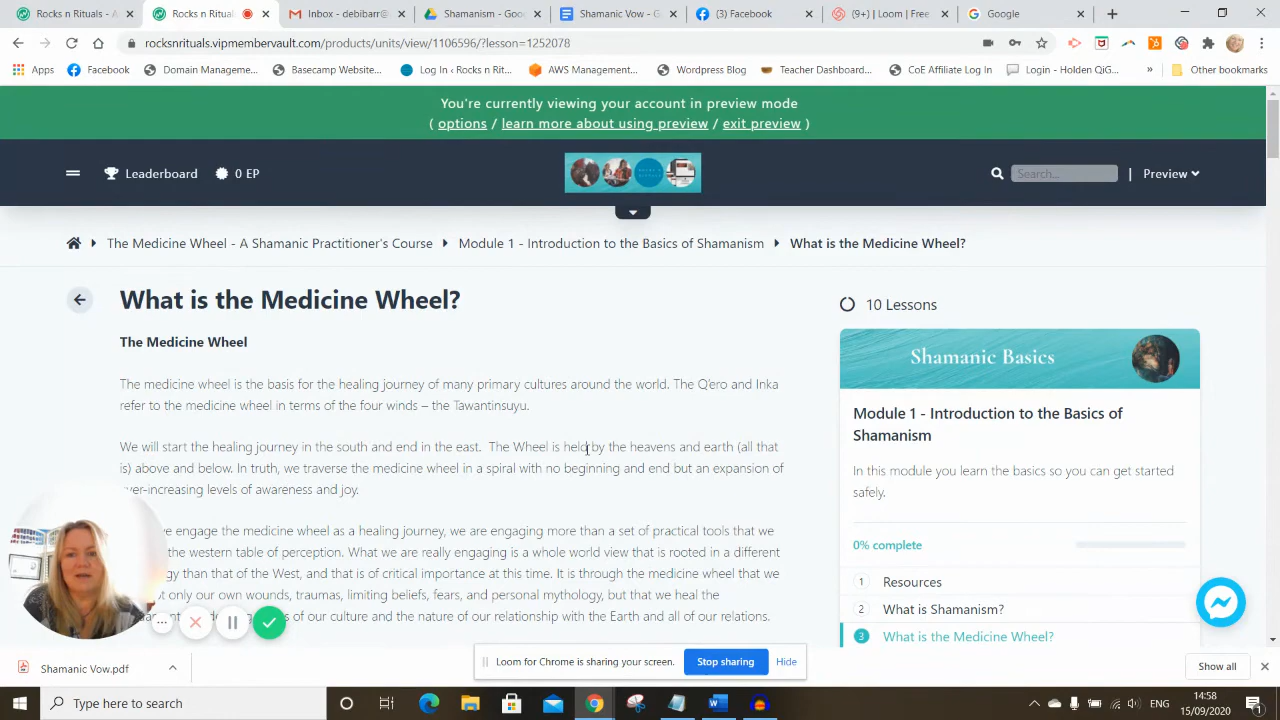 Rocks n Rituals - A
Rocks n Rituals
Inbox - debibarr@
Shamanism - Goo
Shamanic Vow - G
(3) Facebook
(9+) | Loom | Free
Google
rocksnrituals.vipmembervault.com/products/units/view/1106596/?lesson=1252078
Apps
Facebook
Domain Manageme...
Basecamp Website...
Log In ‹ Rocks n Rit...
AWS Management...
Wordpress Blog
Teacher Dashboard...
CoE Affiliate Log In
Login - Holden QiG...
»
Other bookmarks
You're currently viewing your account in preview mode
( options / learn more about using preview / exit preview )
Leaderboard
0 EP
Search...
Preview
The Medicine Wheel - A Shamanic Practitioner's Course
Module 1 - Introduction to the Basics of Shamanism
What is the Medicine Wheel?
What is the Medicine Wheel?
The Medicine Wheel
The medicine wheel is the basis for the healing journey of many primary cultures around the world. The Q'ero and Inka
refer to the medicine wheel in terms of the four winds – the Tawantinsuyu.
We will start the healing journey in the south and end in the east. The Wheel is held by the heavens and earth (all that
is) above and below. In truth, we traverse the medicine wheel in a spiral with no beginning and end but an expansion of
ever-increasing levels of awareness and joy.
we engage the medicine wheel as a healing journey, we are engaging more than a set of practical tools that we
the western table of perception. What we are really engaging is a whole world view that is rooted in a different
than that of the West, and that is of critical importance at this time. It is through the medicine wheel that we
only our own wounds, traumas, limiting beliefs, fears, and personal mythology, but that we heal the
of our culture and the nature of our relationship with the Earth and all of our relations.
10 Lessons
Shamanic Basics
Module 1 - Introduction to the Basics of
Shamanism
In this module you learn the basics so you can get started
safely.
0% complete
1 Resources
2 What is Shamanism?
3 What is the Medicine Wheel?
Loom for Chrome is sharing your screen.
Stop sharing
Hide
Shamanic Vow.pdf
Show all
Type here to search
ENG
14:58
15/09/2020
1